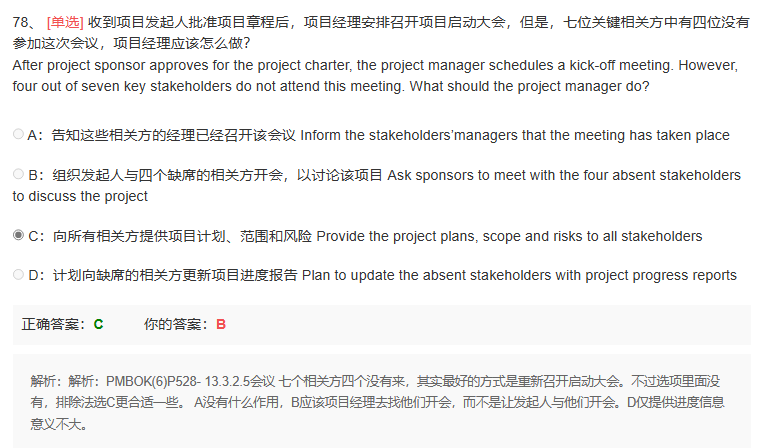 78、 [单选] 收到项目发起人批准项目章程后，项目经理安排召开项目启动大会，但是，七位关键相关方中有四位没有
参加这次会议，项目经理应该怎么做？
After project sponsor approves for the project charter, the project manager schedules a kick-off meeting. However,
four out of seven key stakeholders do not attend this meeting. What should the project manager do?
A：告知这些相关方的经理已经召开该会议 Inform the stakeholders’managers that the meeting has taken place
B：组织发起人与四个缺席的相关方开会，以讨论该项目 Ask sponsors to meet with the four absent stakeholders
to discuss the project
C：向所有相关方提供项目计划、范围和风险 Provide the project plans, scope and risks to all stakeholders
D：计划向缺席的相关方更新项目进度报告 Plan to update the absent stakeholders with project progress reports
正确答案：C 你的答案：B
解析：解析：PMBOK(6)P528- 13.3.2.5会议 七个相关方四个没有来，其实最好的方式是重新召开启动大会。不过选项里面没
有，排除法选C更合适一些。 A没有什么作用，B应该项目经理去找他们开会，而不是让发起人与他们开会。D仅提供进度信息
意义不大。